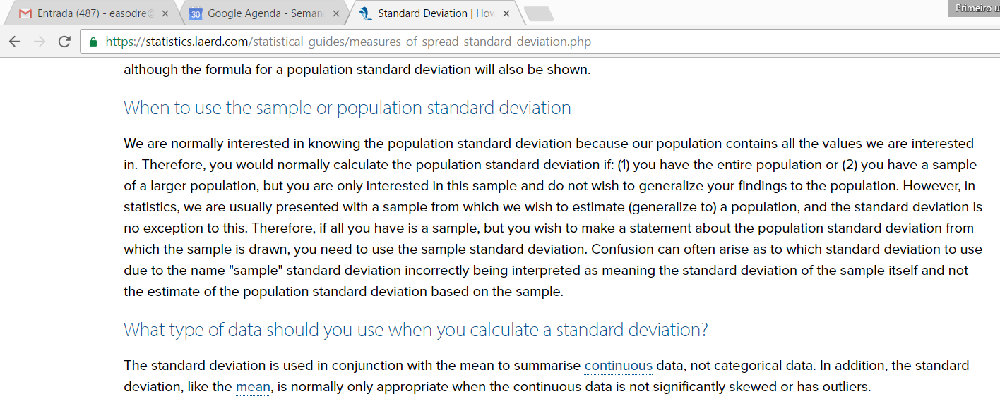 Entrada (487) - easodre@
Google Agenda - Seman
Standard Deviation | How
Primeiro u
https://statistics.laerd.com/statistical-guides/measures-of-spread-standard-deviation.php
although the formula for a population standard deviation will also be shown.
When to use the sample or population standard deviation
We are normally interested in knowing the population standard deviation because our population contains all the values we are interested
in. Therefore, you would normally calculate the population standard deviation if: (1) you have the entire population or (2) you have a sample
of a larger population, but you are only interested in this sample and do not wish to generalize your findings to the population. However, in
statistics, we are usually presented with a sample from which we wish to estimate (generalize to) a population, and the standard deviation is
no exception to this. Therefore, if all you have is a sample, but you wish to make a statement about the population standard deviation from
which the sample is drawn, you need to use the sample standard deviation. Confusion can often arise as to which standard deviation to use
due to the name "sample" standard deviation incorrectly being interpreted as meaning the standard deviation of the sample itself and not
the estimate of the population standard deviation based on the sample.
What type of data should you use when you calculate a standard deviation?
The standard deviation is used in conjunction with the mean to summarise continuous data, not categorical data. In addition, the standard
deviation, like the mean, is normally only appropriate when the continuous data is not significantly skewed or has outliers.